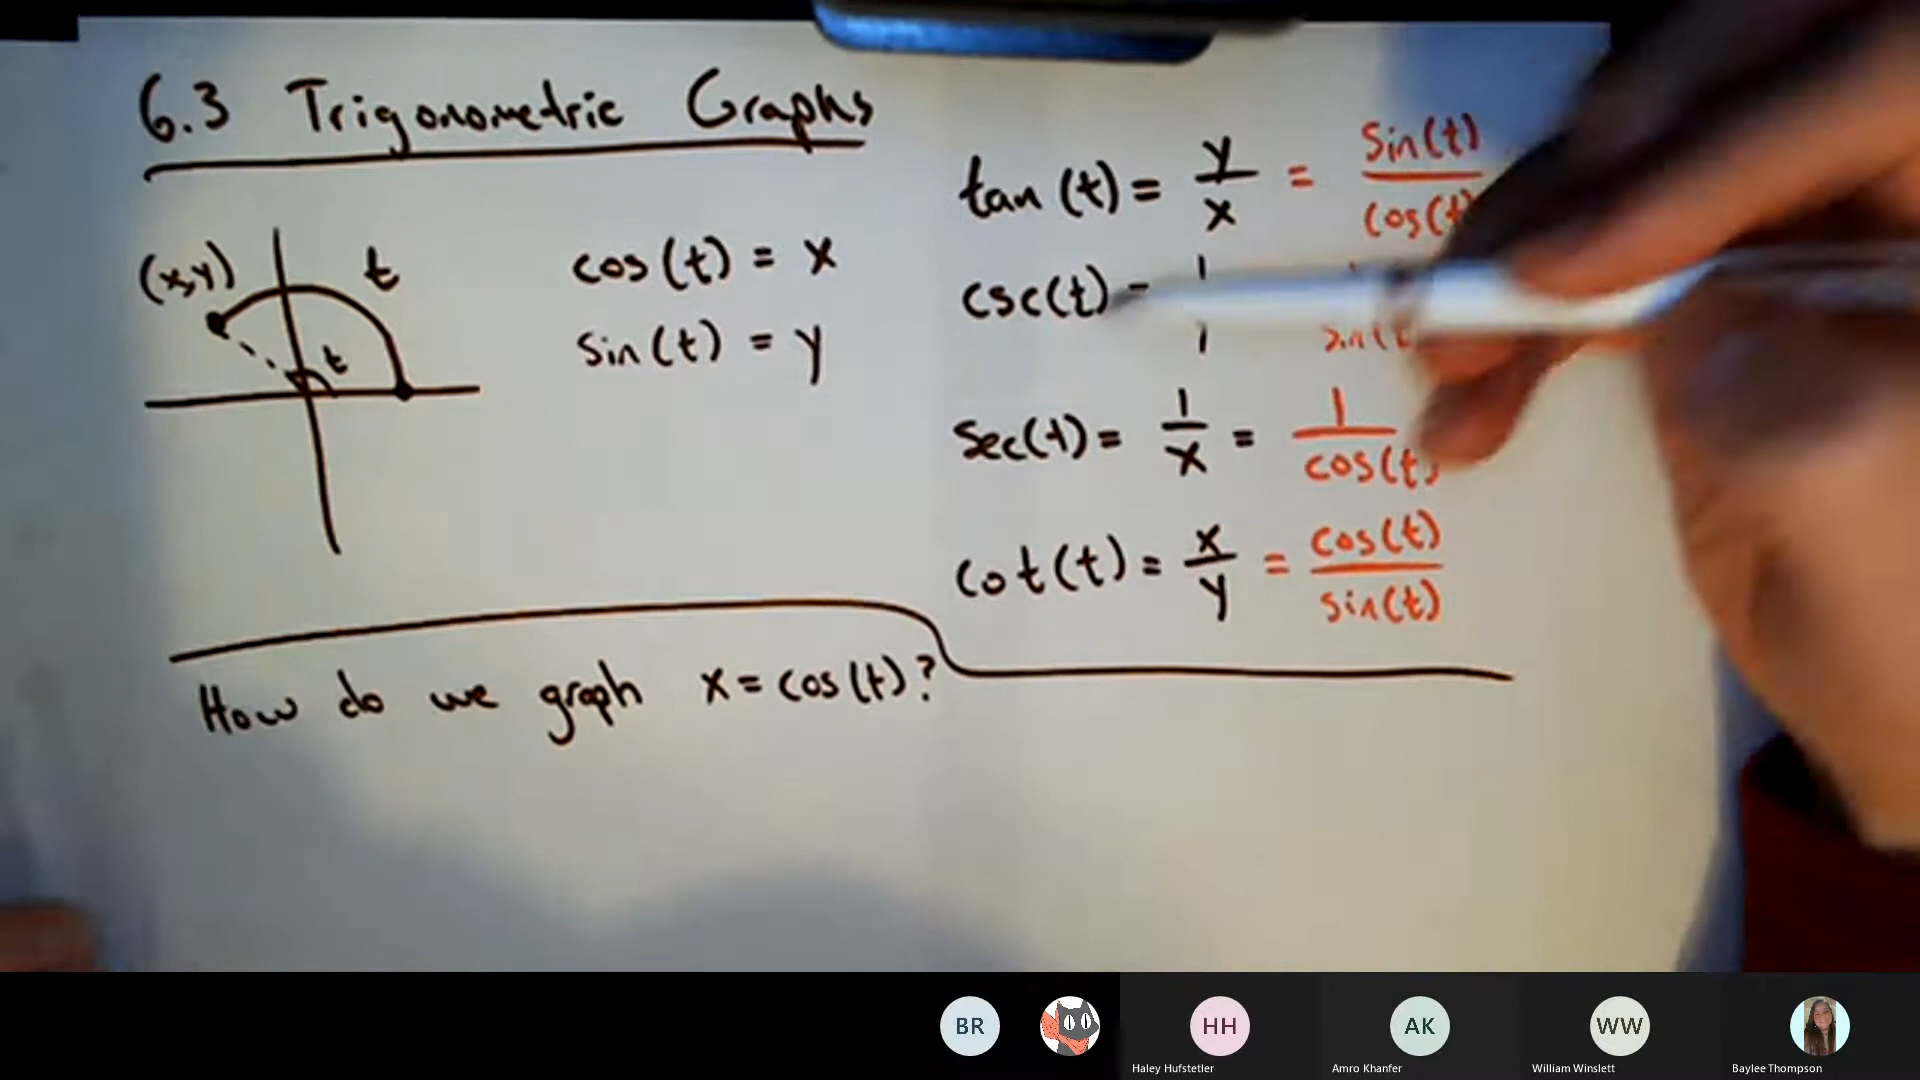 6.3 Trigonometric Graphs
(x,y)
t
t
cos(t) = x
sin(t) = y
tan(t) = y/x = sin(t)/cos(t)
csc(t) = 1
sec(t) = 1/x = 1/cos(t)
cot(t) = x/y = cos(t)/sin(t)
How do we graph x = cos(t)?
BR
HH
AK
WW
Haley Hufstetler
Amro Khanfer
William Winslett
Baylee Thompson